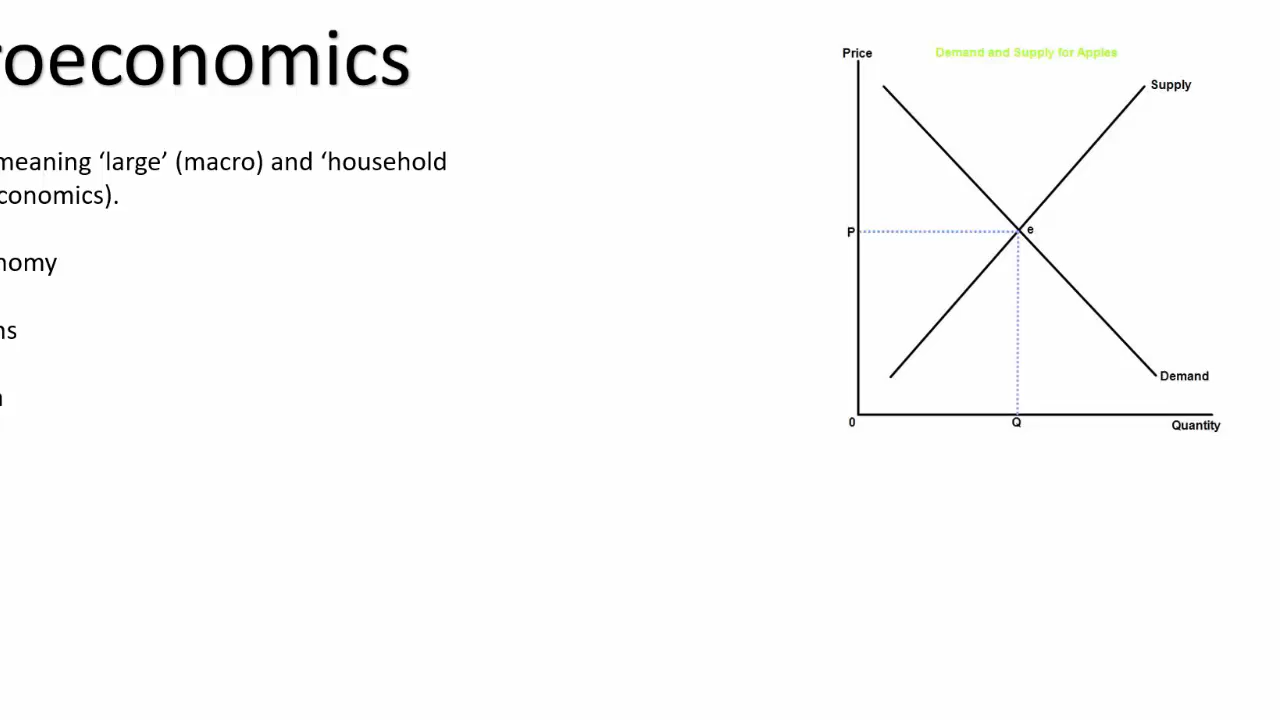 roeconomics
meaning ‘large’ (macro) and ‘household
conomics).
nomy
ns
Price
Demand and Supply for Apples
Supply
P
e
Demand
0
Q
Quantity